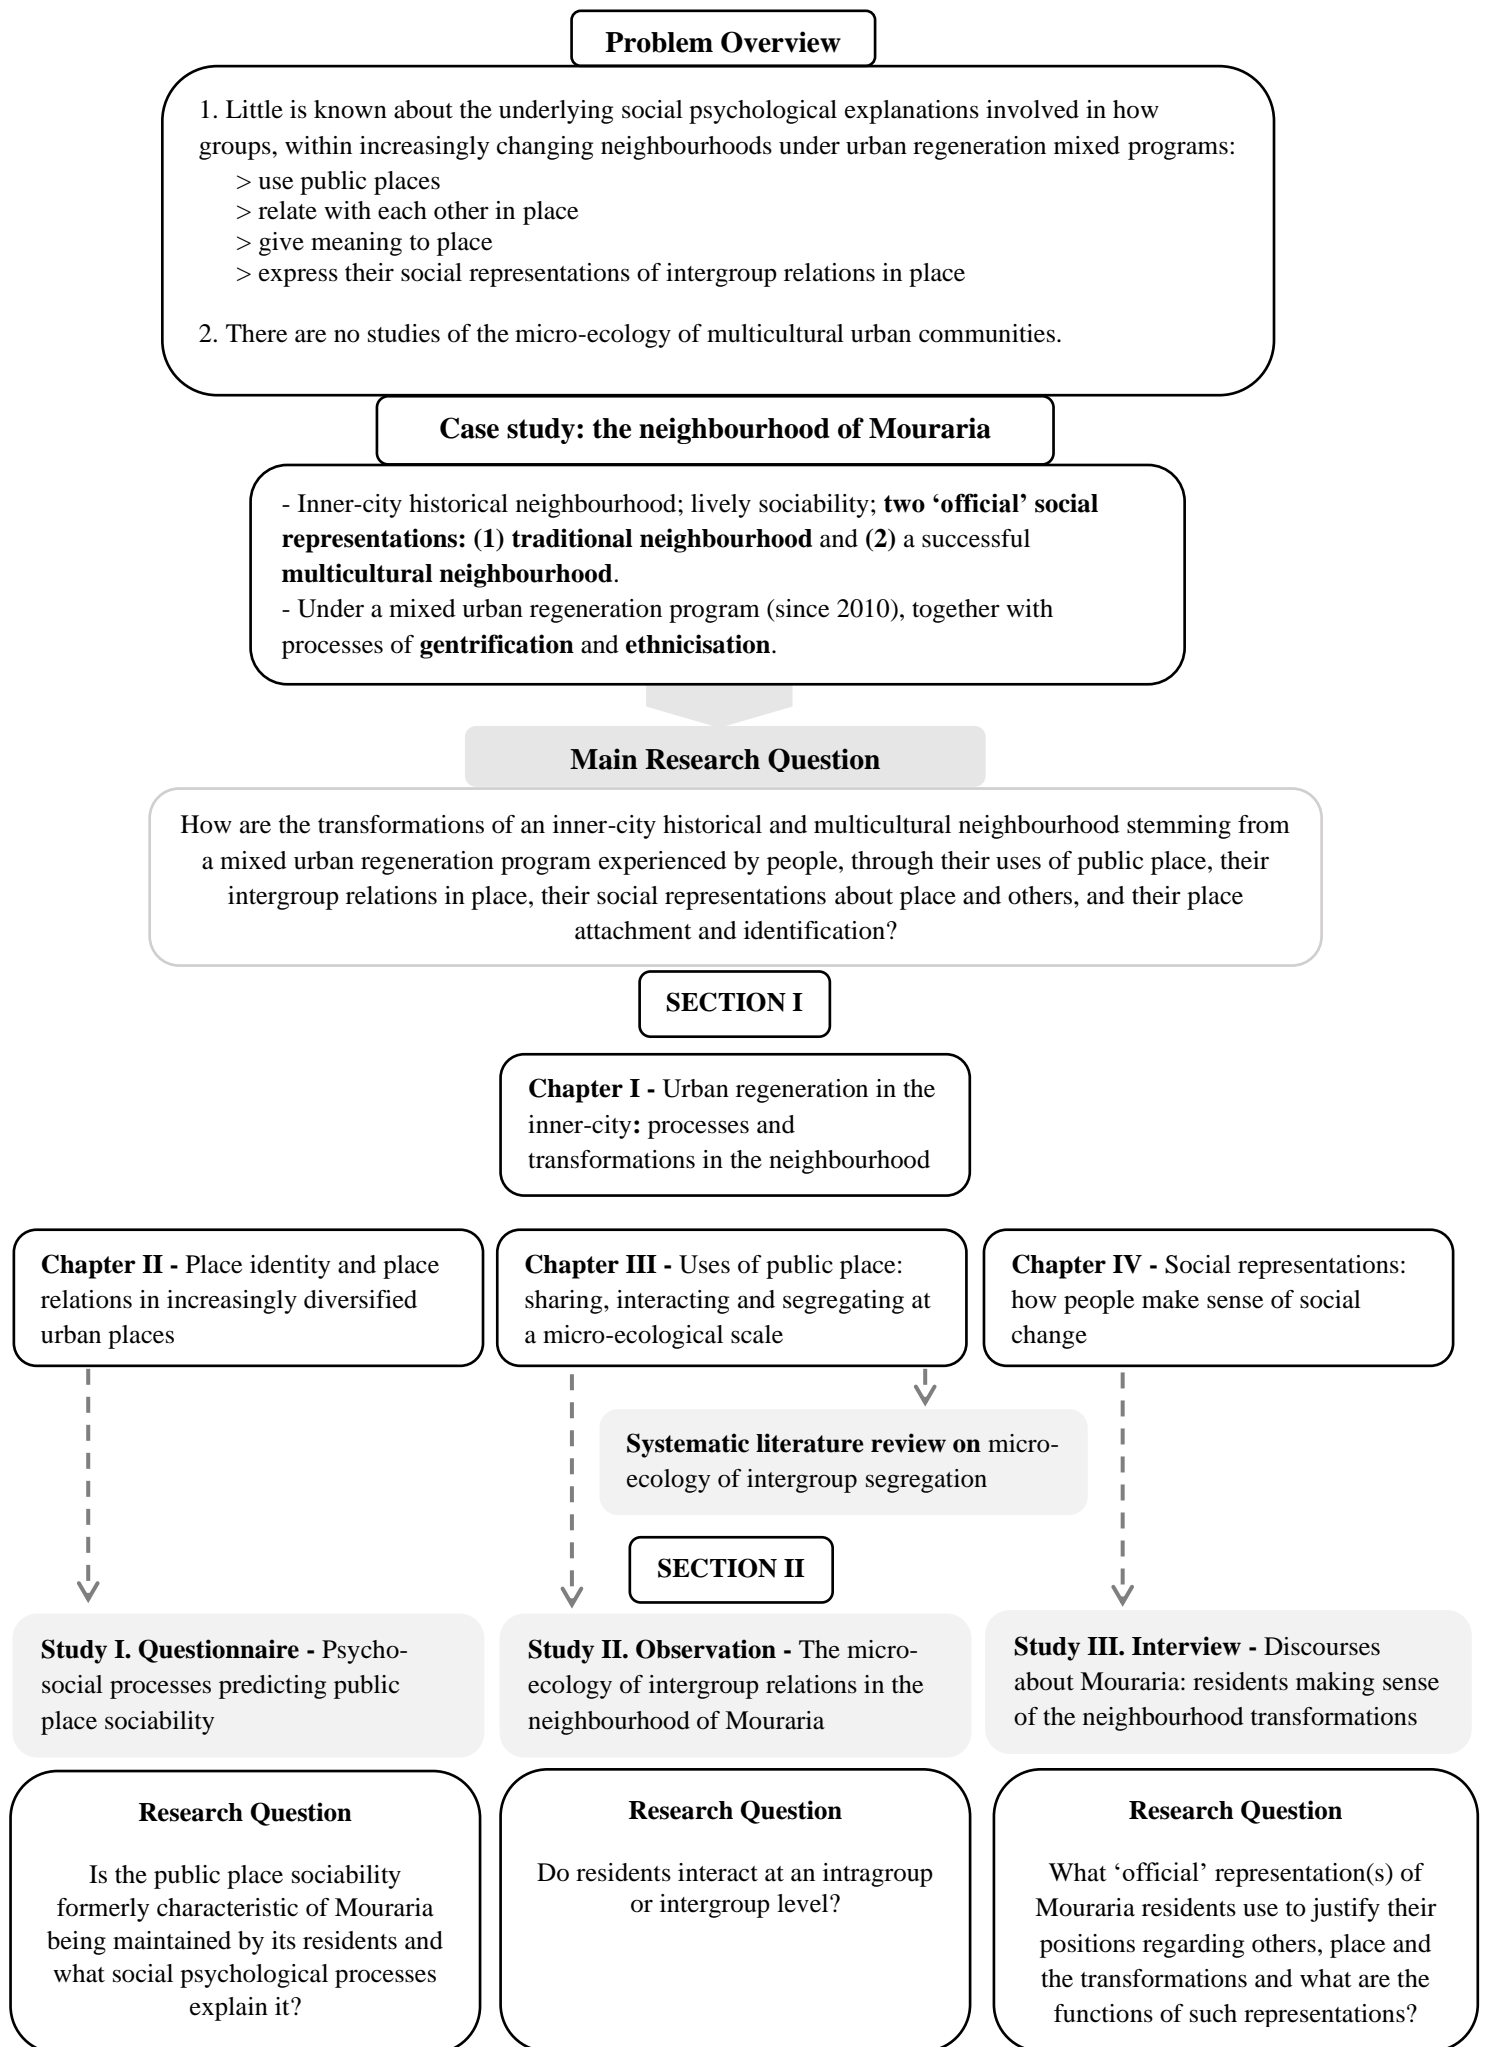 Problem Overview
1. Little is known about the underlying social psychological explanations involved in how
groups, within increasingly changing neighbourhoods under urban regeneration mixed programs:
> use public places
> relate with each other in place
> give meaning to place
> express their social representations of intergroup relations in place
2. There are no studies of the micro-ecology of multicultural urban communities.
Case study: the neighbourhood of Mouraria
- Inner-city historical neighbourhood; lively sociability; two ‘official’ social
representations: (1) traditional neighbourhood and (2) a successful
multicultural neighbourhood.
- Under a mixed urban regeneration program (since 2010), together with
processes of gentrification and ethnicisation.
Main Research Question
How are the transformations of an inner-city historical and multicultural neighbourhood stemming from
a mixed urban regeneration program experienced by people, through their uses of public place, their
intergroup relations in place, their social representations about place and others, and their place
attachment and identification?
SECTION I
Chapter I - Urban regeneration in the
inner-city: processes and
transformations in the neighbourhood
Chapter II - Place identity and place
relations in increasingly diversified
urban places
Chapter III - Uses of public place:
sharing, interacting and segregating at
a micro-ecological scale
Chapter IV - Social representations:
how people make sense of social
change
Systematic literature review on micro-
ecology of intergroup segregation
SECTION II
Study I. Questionnaire - Psycho-
social processes predicting public
place sociability
Study II. Observation - The micro-
ecology of intergroup relations in the
neighbourhood of Mouraria
Study III. Interview - Discourses
about Mouraria: residents making sense
of the neighbourhood transformations
Research Question
Is the public place sociability
formerly characteristic of Mouraria
being maintained by its residents and
what social psychological processes
explain it?
Research Question
Do residents interact at an intragroup
or intergroup level?
Research Question
What ‘official’ representation(s) of
Mouraria residents use to justify their
positions regarding others, place and
the transformations and what are the
functions of such representations?